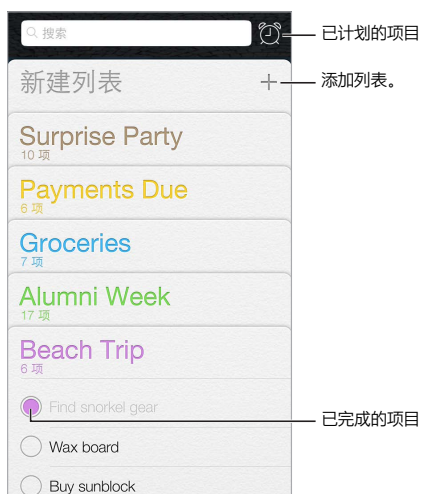 搜索
已计划的项目
新建列表
添加列表。
Surprise Party
10 项
Payments Due
6 项
Groceries
7 项
Alumni Week
17 项
Beach Trip
6 项
Find snorkel gear
已完成的项目
Wax board
Buy sunblock